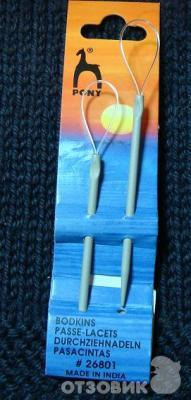 PONY
BODKINS
PASSE-LACETS
DURCHZIEHNADELN
PASACINTAS
# 26801
MADE IN INDIA
ОТЗОВИК